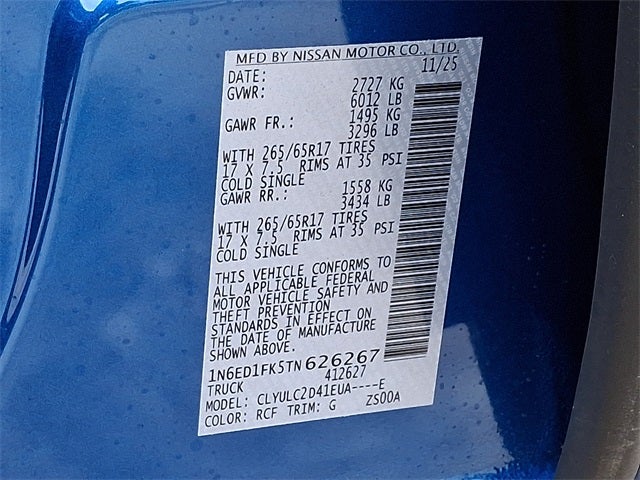 MFD BY NISSAN MOTOR CO., LTD.
DATE: 11/25
GVWR: 2727 KG
6012 LB
GAWR FR.: 1495 KG
3296 LB
WITH 265/65R17 TIRES
17 X 7.5 RIMS AT 35 PSI
COLD SINGLE
GAWR RR.: 1558 KG
3434 LB
WITH 265/65R17 TIRES
17 X 7.5 RIMS AT 35 PSI
COLD SINGLE
THIS VEHICLE CONFORMS TO
ALL APPLICABLE FEDERAL
MOTOR VEHICLE SAFETY AND
THEFT PREVENTION
STANDARDS IN EFFECT ON
THE DATE OF MANUFACTURE
SHOWN ABOVE.
1N6ED1FK5TN626267
TRUCK 412627
MODEL: CLYULC2D41EUA----E
COLOR: RCF TRIM: G ZS00A